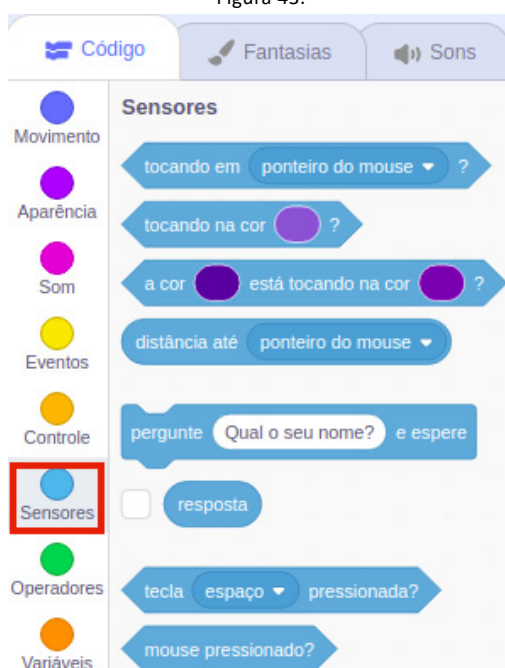 Figura 45:
Código
Fantasias
Sons
Movimento
Aparência
Som
Eventos
Controle
Sensores
Operadores
Variáveis
Sensores
tocando em ponteiro do mouse ?
tocando na cor ?
a cor está tocando na cor ?
distância até ponteiro do mouse
pergunte Qual o seu nome? e espere
resposta
tecla espaço pressionada?
mouse pressionado?